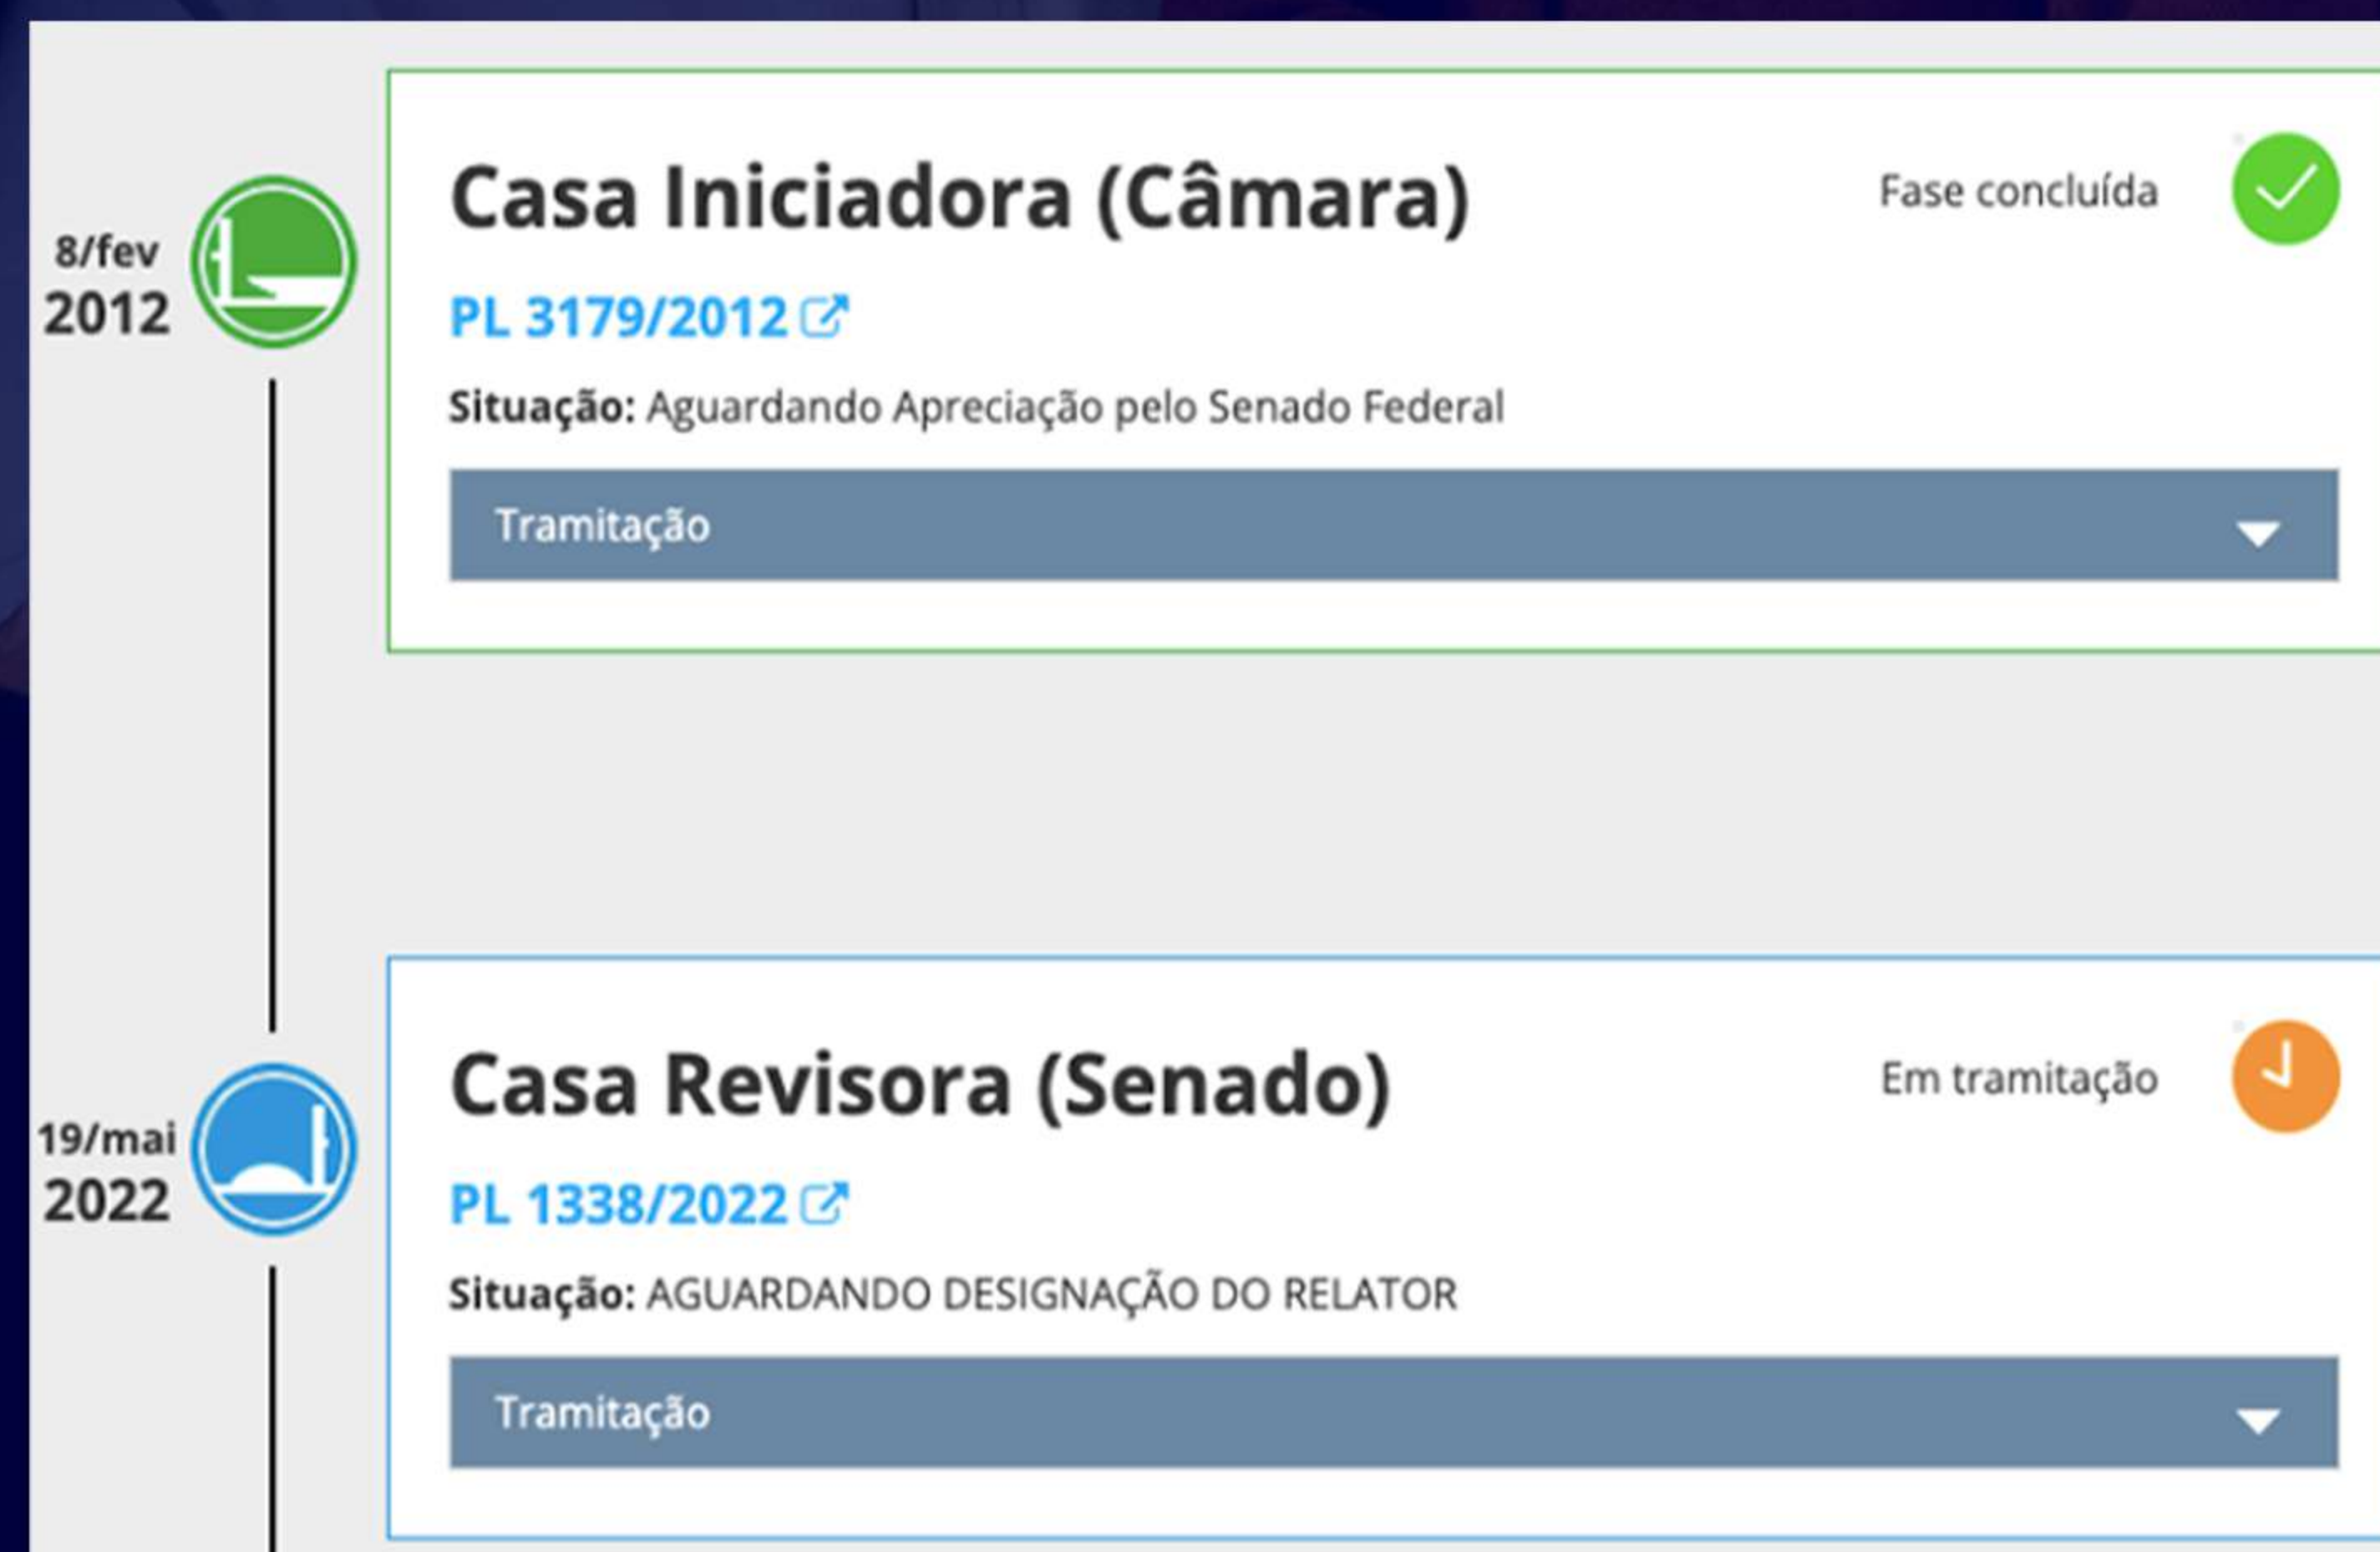 8/fev
2012
Casa Iniciadora (Câmara)
Fase concluída
PL 3179/2012
Situação: Aguardando Apreciação pelo Senado Federal
Tramitação
19/mai
2022
Casa Revisora (Senado)
Em tramitação
PL 1338/2022
Situação: AGUARDANDO DESIGNAÇÃO DO RELATOR
Tramitação